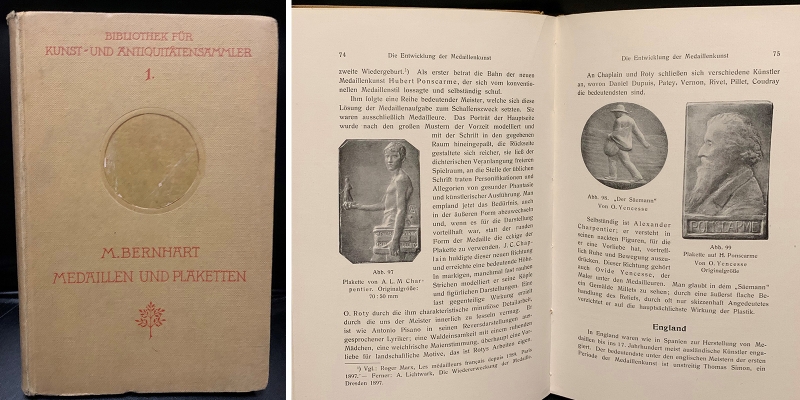 BIBLIOTHEK FÜR
KUNST- UND ANTIQUITÄTENSAMMLER
1.
M. BERNHART
MEDAILLEN UND PLAKETTEN
74 Die Entwicklung der Medaillenkunst
zweite Wiedergeburt.¹) Als erster betrat die Bahn der neuen
Medaillenkunst Hubert Ponscarme, der sich vom konventio-
nellen Medaillenstil lossagte und selbständig schuf.
Ihm folgte eine Reihe bedeutender Meister, welche sich diese
Lösung der Medaillenaufgabe zum Schaffenszweck setzten. Sie
waren ausschließlich Medailleure. Das Porträt der Hauptseite
wurde nach den großen Mustern der Vorzeit modelliert und
mit der Schrift in den gegebenen
Raum hineingepaßt, die Rückseite
gestaltete sich reicher, sie ließ der
dichterischen Veranlagung freieren
Spielraum, an die Stelle der üblichen
Schrift traten Personifikationen und
Allegorien von gesunder Phantasie
und künstlerischer Ausführung. Man
empfand jetzt das Bedürfnis, auch
in der äußeren Form abzuwechseln
und, wenn es für die Darstellung
vorteilhaft war, statt der runden
Form der Medaille die eckige der
Plakette zu verwenden. J. C. Chap-
lain huldigte dieser neuen Richtung
und erreichte eine bedeutende Höhe.
In markigen, manchmal fast rauhen
Strichen modelliert er seine Köpfe
und figürlichen Darstellungen. Eine
fast gegenteilige Wirkung erzielt
Abb. 97
Plakette von A. L. M. Char-
pentier. Originalgröße:
70 : 50 mm
O. Roty durch die ihm charakteristische minutiöse Detailarbeit,
durch die uns der Meister innerlich zu fesseln vermag. Er
ist wie Antonio Pisano in seinen Reversdarstellungen aus-
gesprochener Lyriker; eine Waldeinsamkeit mit einem ruhenden
Mädchen, eine weichlyrische Maienstimmung, überhaupt eine Vor-
liebe für landschaftliche Motive, das ist Rotys Arbeiten eigen.
¹) Vgl.: Roger Marx, Les médailleurs français depuis 1789. Paris
1897. — Ferner: A. Lichtwark, Die Wiedererweckung der Medaille.
Dresden 1897.
Die Entwicklung der Medaillenkunst 75
An Chaplain und Roty schließen sich verschiedene Künstler
an, wovon Daniel Dupuis, Patey, Vernon, Rivet, Pillet, Coudray
die bedeutendsten sind.
Abb. 98. „Der Säemann"
Von O. Yencesse
PONSCARME
Abb. 99
Plakette auf H. Ponscarme
Von O. Yencesse
Originalgröße
Selbständig ist Alexander
Charpentier; er versteht in
seinen nackten Figuren, für die
er eine Vorliebe hat, vortreff-
lich Ruhe und Bewegung auszu-
drücken. Dieser Richtung gehört
auch Ovide Yencesse, der
Maler unter den Medailleuren. Man glaubt in dem „Säemann"
ein Gemälde Millets zu sehen; durch eine äußerst flache Be-
handlung des Reliefs, durch oft nur skizzenhaft Angedeutetes
verzichtet er auf die hauptsächlichste Wirkung der Plastik.
England
In England waren wie in Spanien zur Herstellung von Me-
daillen bis ins 17. Jahrhundert meist ausländische Künstler enga-
giert. Der bedeutendste unter den englischen Meistern der ersten
Periode der Medaillenkunst ist unstreitig Thomas Simon, ein